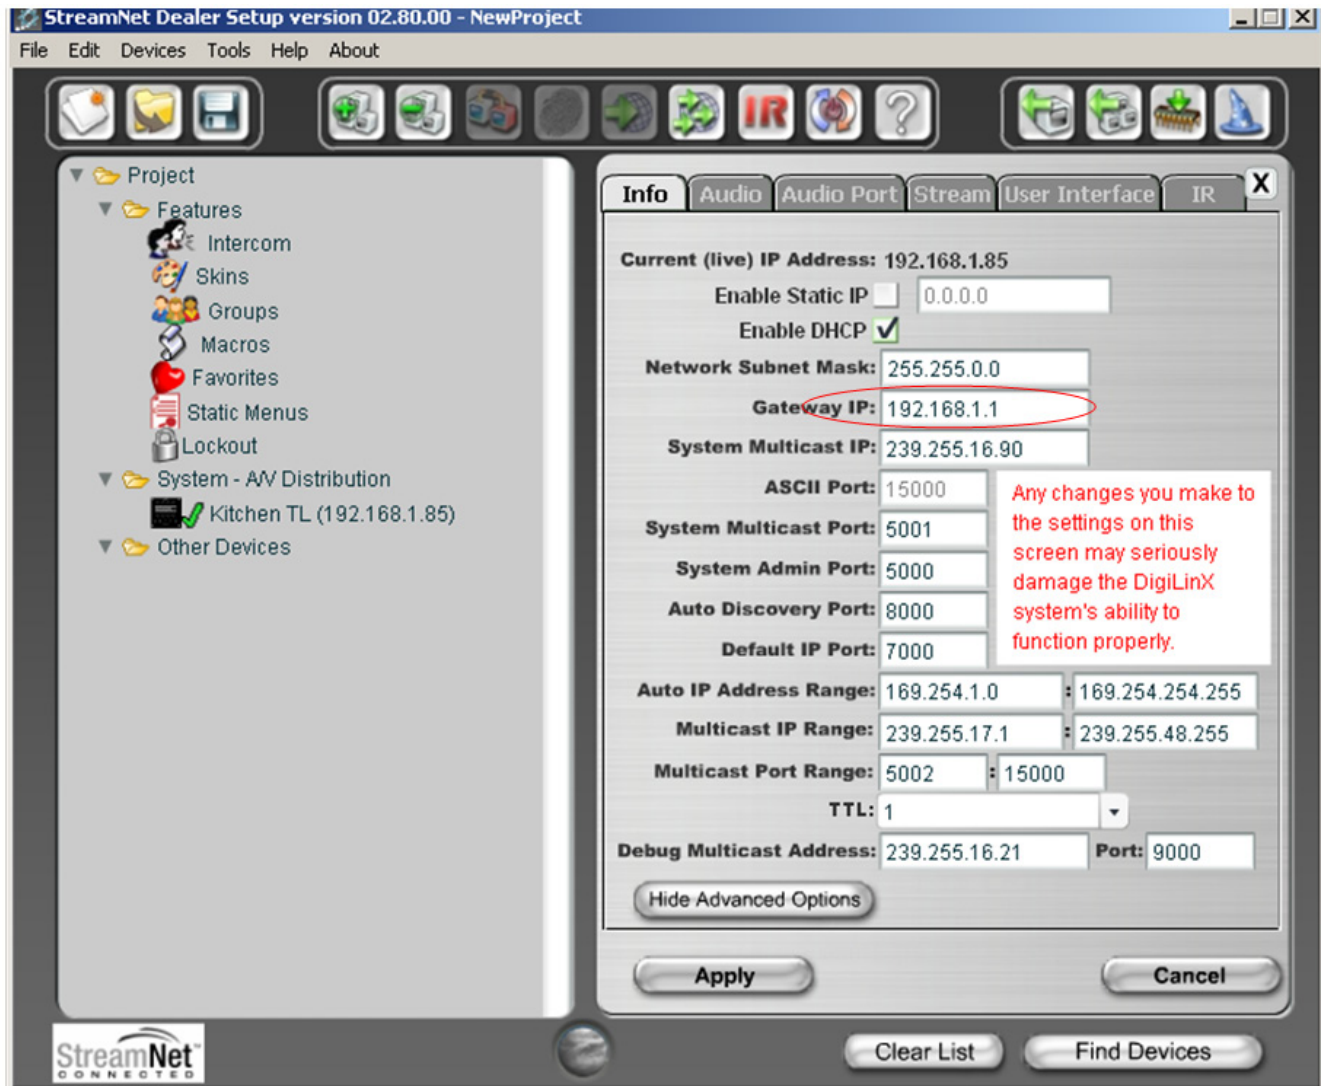 StreamNet Dealer Setup version 02.80.00 - NewProject
File Edit Devices Tools Help About
IR ?
Project
Features
Intercom
Skins
Groups
Macros
Favorites
Static Menus
Lockout
System - A/V Distribution
Kitchen TL (192.168.1.85)
Other Devices
Info Audio Audio Port Stream User Interface IR X
Current (live) IP Address: 192.168.1.85
Enable Static IP 0.0.0.0
Enable DHCP
Network Subnet Mask: 255.255.0.0
Gateway IP: 192.168.1.1
System Multicast IP: 239.255.16.90
ASCII Port: 15000
System Multicast Port: 5001
System Admin Port: 5000
Auto Discovery Port: 8000
Default IP Port: 7000
Any changes you make to
the settings on this
screen may seriously
damage the DigiLinX
system's ability to
function properly.
Auto IP Address Range: 169.254.1.0 : 169.254.254.255
Multicast IP Range: 239.255.17.1 : 239.255.48.255
Multicast Port Range: 5002 : 15000
TTL: 1
Debug Multicast Address: 239.255.16.21 Port: 9000
Hide Advanced Options
Apply Cancel
StreamNet™
CONNECTED
Clear List Find Devices